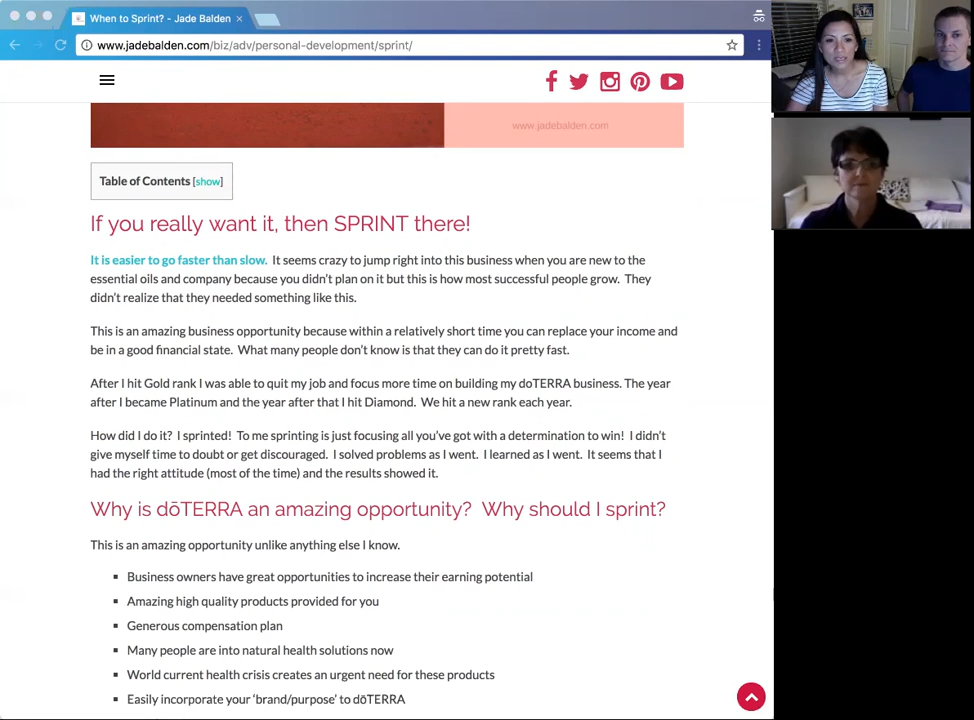 When to Sprint? - Jade Balden
www.jadebalden.com/biz/adv/personal-development/sprint/
www.jadebalden.com
Table of Contents [show]
If you really want it, then SPRINT there!
It is easier to go faster than slow. It seems crazy to jump right into this business when you are new to the
essential oils and company because you didn’t plan on it but this is how most successful people grow. They
didn’t realize that they needed something like this.
This is an amazing business opportunity because within a relatively short time you can replace your income and
be in a good financial state. What many people don’t know is that they can do it pretty fast.
After I hit Gold rank I was able to quit my job and focus more time on building my doTERRA business. The year
after I became Platinum and the year after that I hit Diamond. We hit a new rank each year.
How did I do it? I sprinted! To me sprinting is just focusing all you’ve got with a determination to win! I didn’t
give myself time to doubt or get discouraged. I solved problems as I went. I learned as I went. It seems that I
had the right attitude (most of the time) and the results showed it.
Why is dōTERRA an amazing opportunity? Why should I sprint?
This is an amazing opportunity unlike anything else I know.
Business owners have great opportunities to increase their earning potential
Amazing high quality products provided for you
Generous compensation plan
Many people are into natural health solutions now
World current health crisis creates an urgent need for these products
Easily incorporate your ‘brand/purpose’ to dōTERRA